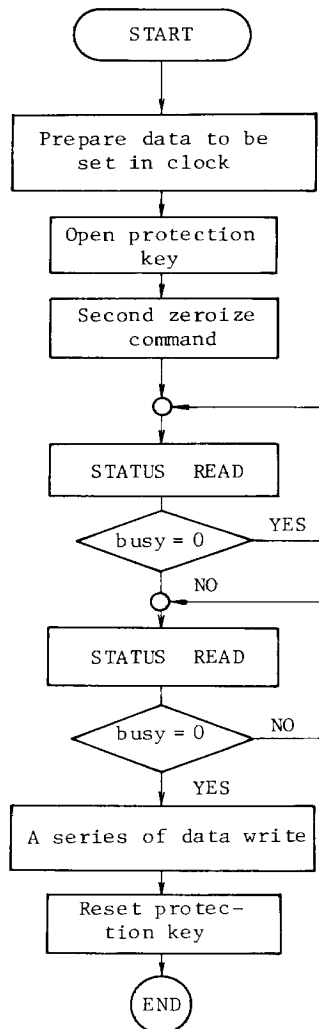 START
Prepare data to be
set in clock
Open protection
key
Second zeroize
command
STATUS READ
busy = 0
YES
NO
STATUS READ
busy = 0
NO
YES
A series of data write
Reset protec-
tion key
END